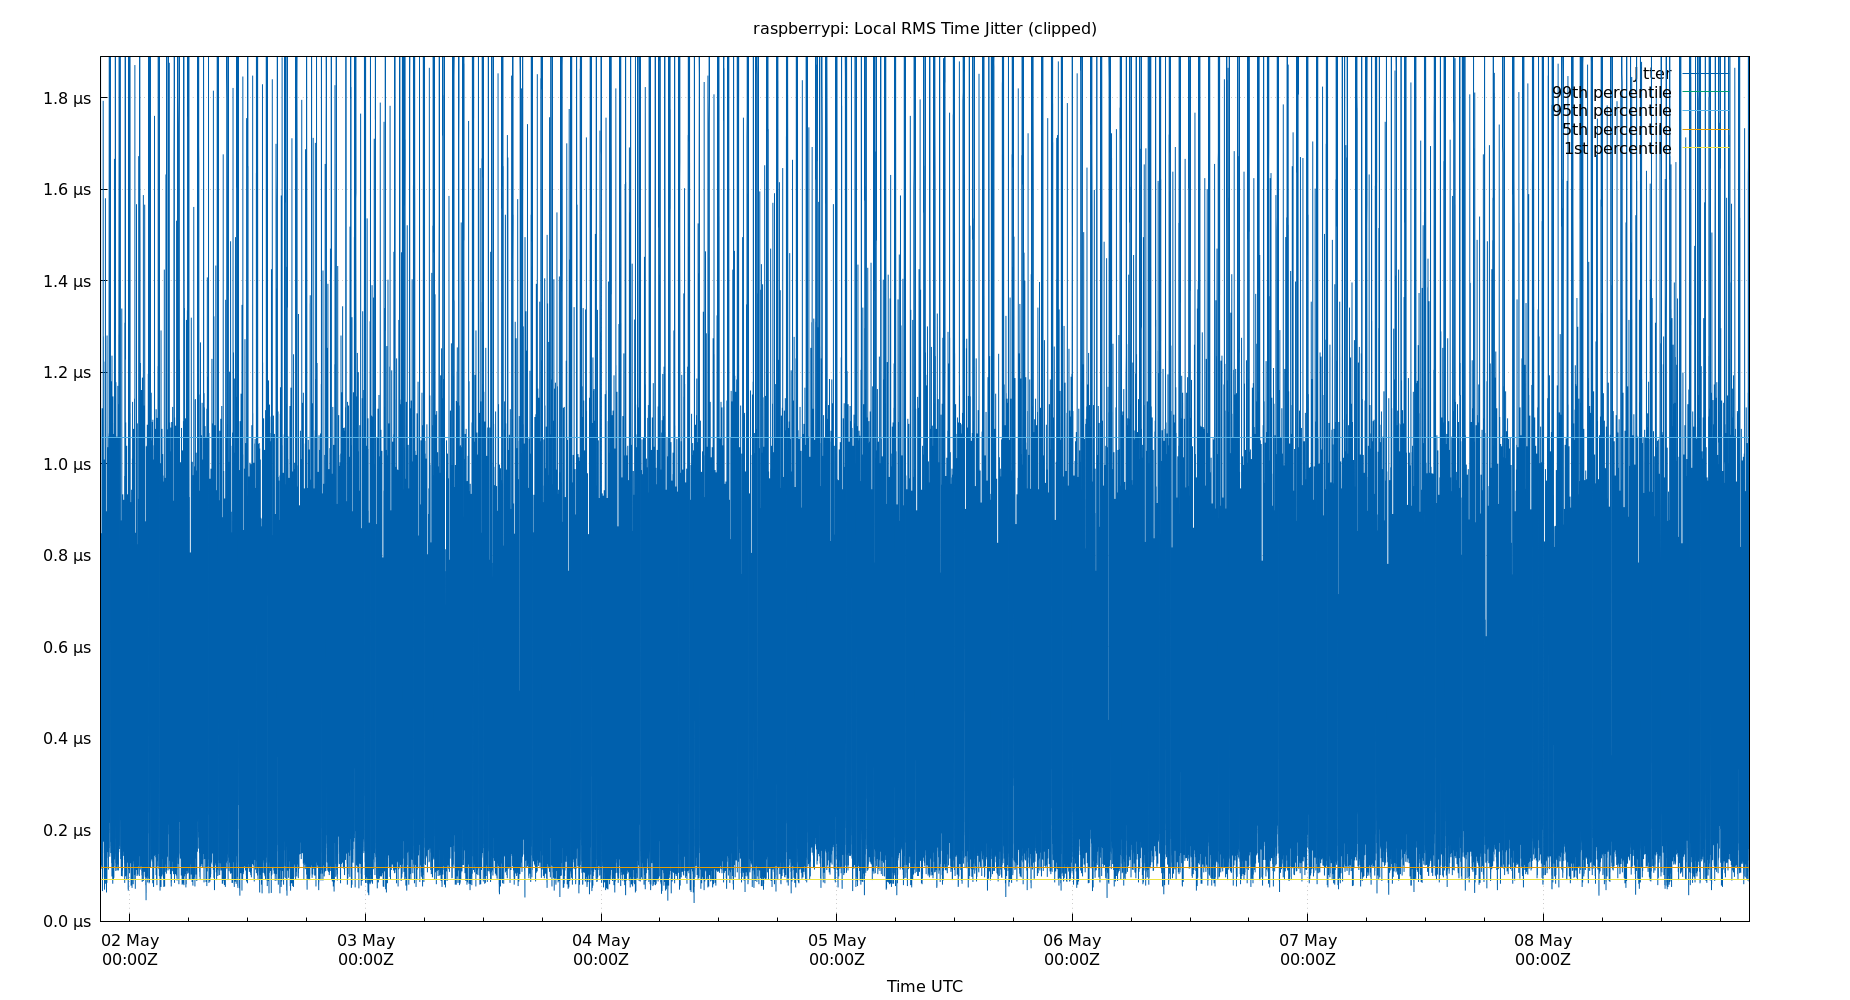 raspberrypi: Local RMS Time Jitter (clipped)
1.8 μs
1.6 μs
1.4 μs
1.2 μs
1.0 μs
0.8 μs
0.6 μs
0.4 μs
0.2 μs
0.0 μs
Jitter
99th percentile
95th percentile
5th percentile
1st percentile
02 May 03 May 04 May 05 May 06 May 07 May 08 May
00:00Z 00:00Z 00:00Z 00:00Z 00:00Z 00:00Z 00:00Z
Time UTC